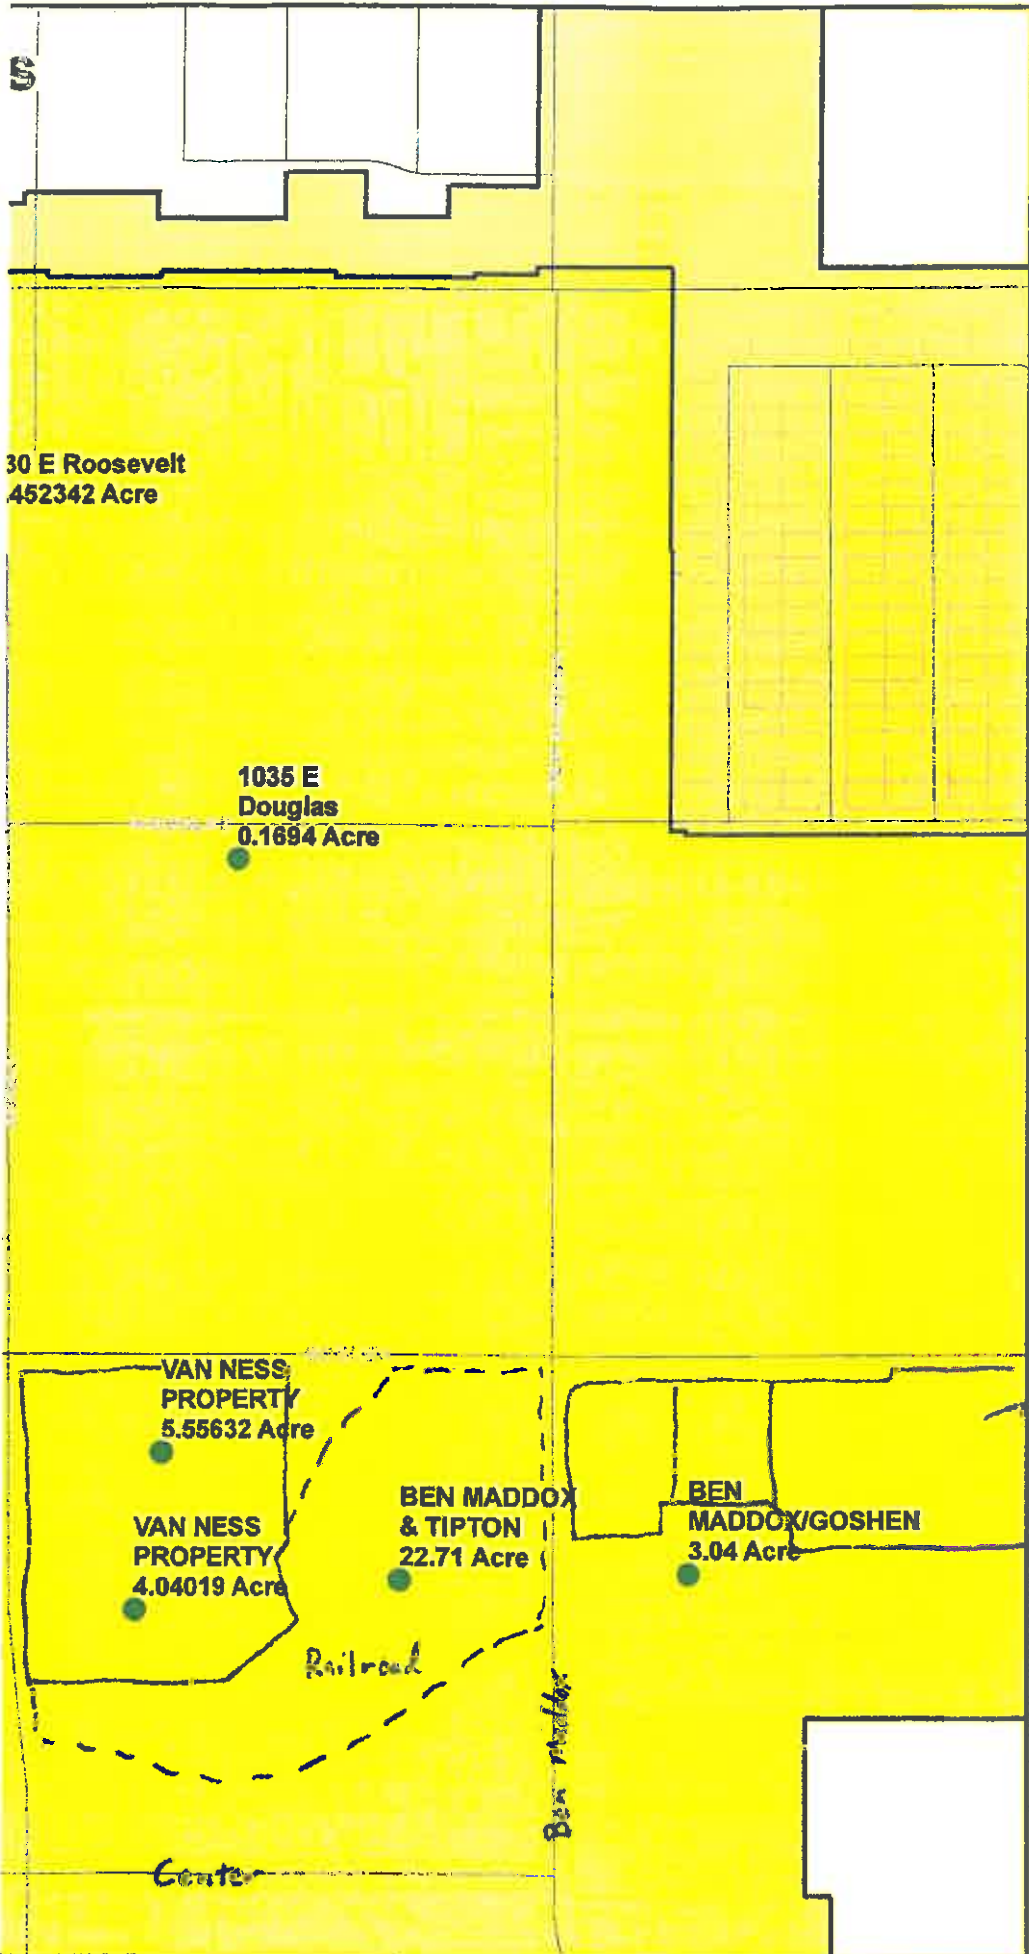 S
30 E Roosevelt
.452342 Acre
1035 E
Douglas
0.1694 Acre
VAN NESS
PROPERTY
5.55632 Acre
VAN NESS
PROPERTY
4.04019 Acre
BEN MADDOX
& TIPTON
22.71 Acre
BEN
MADDOX/GOSHEN
3.04 Acre
Railroad
Ben Maddox
Center